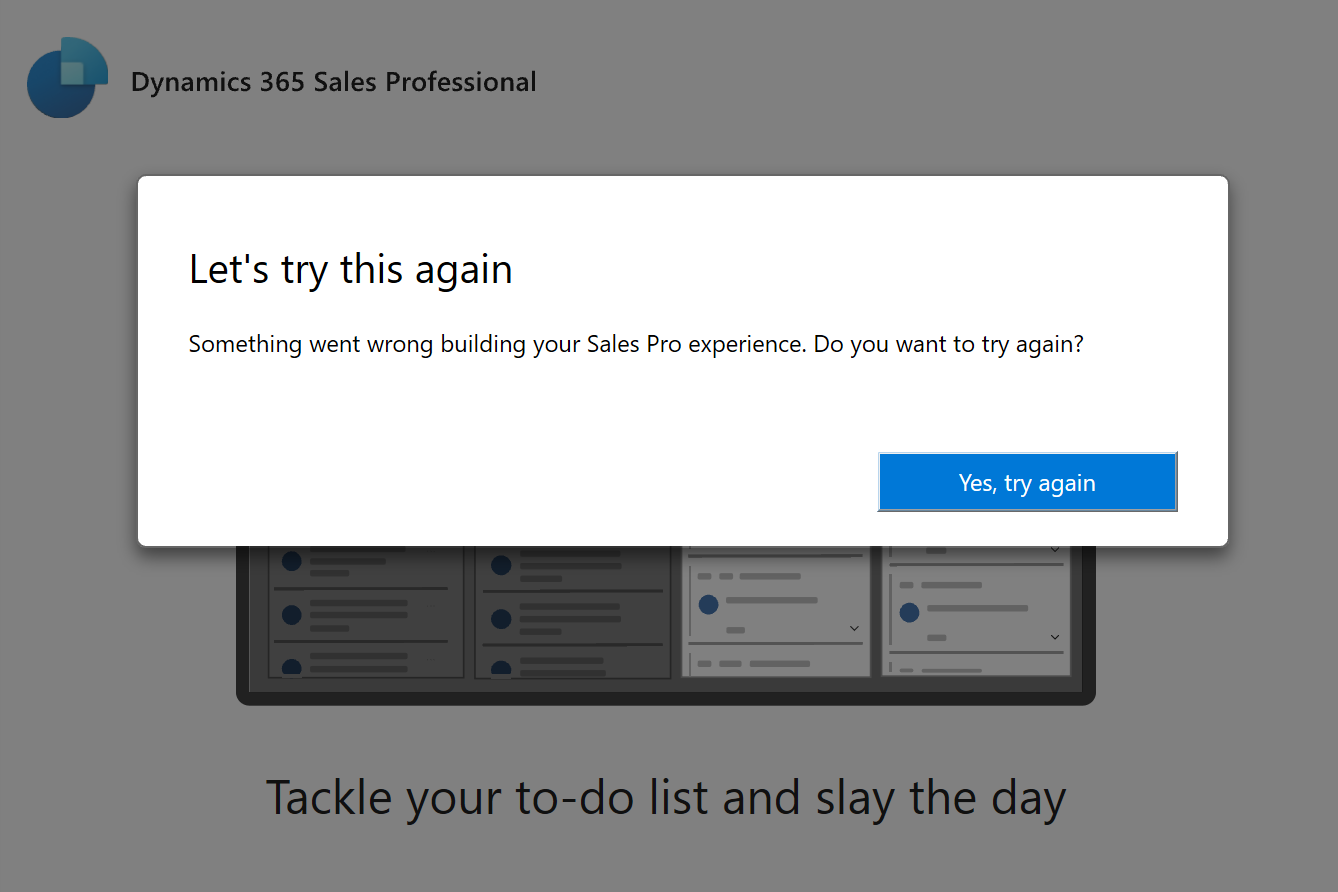 Dynamics 365 Sales Professional
Let's try this again
Something went wrong building your Sales Pro experience. Do you want to try again?
Yes, try again
Tackle your to-do list and slay the day